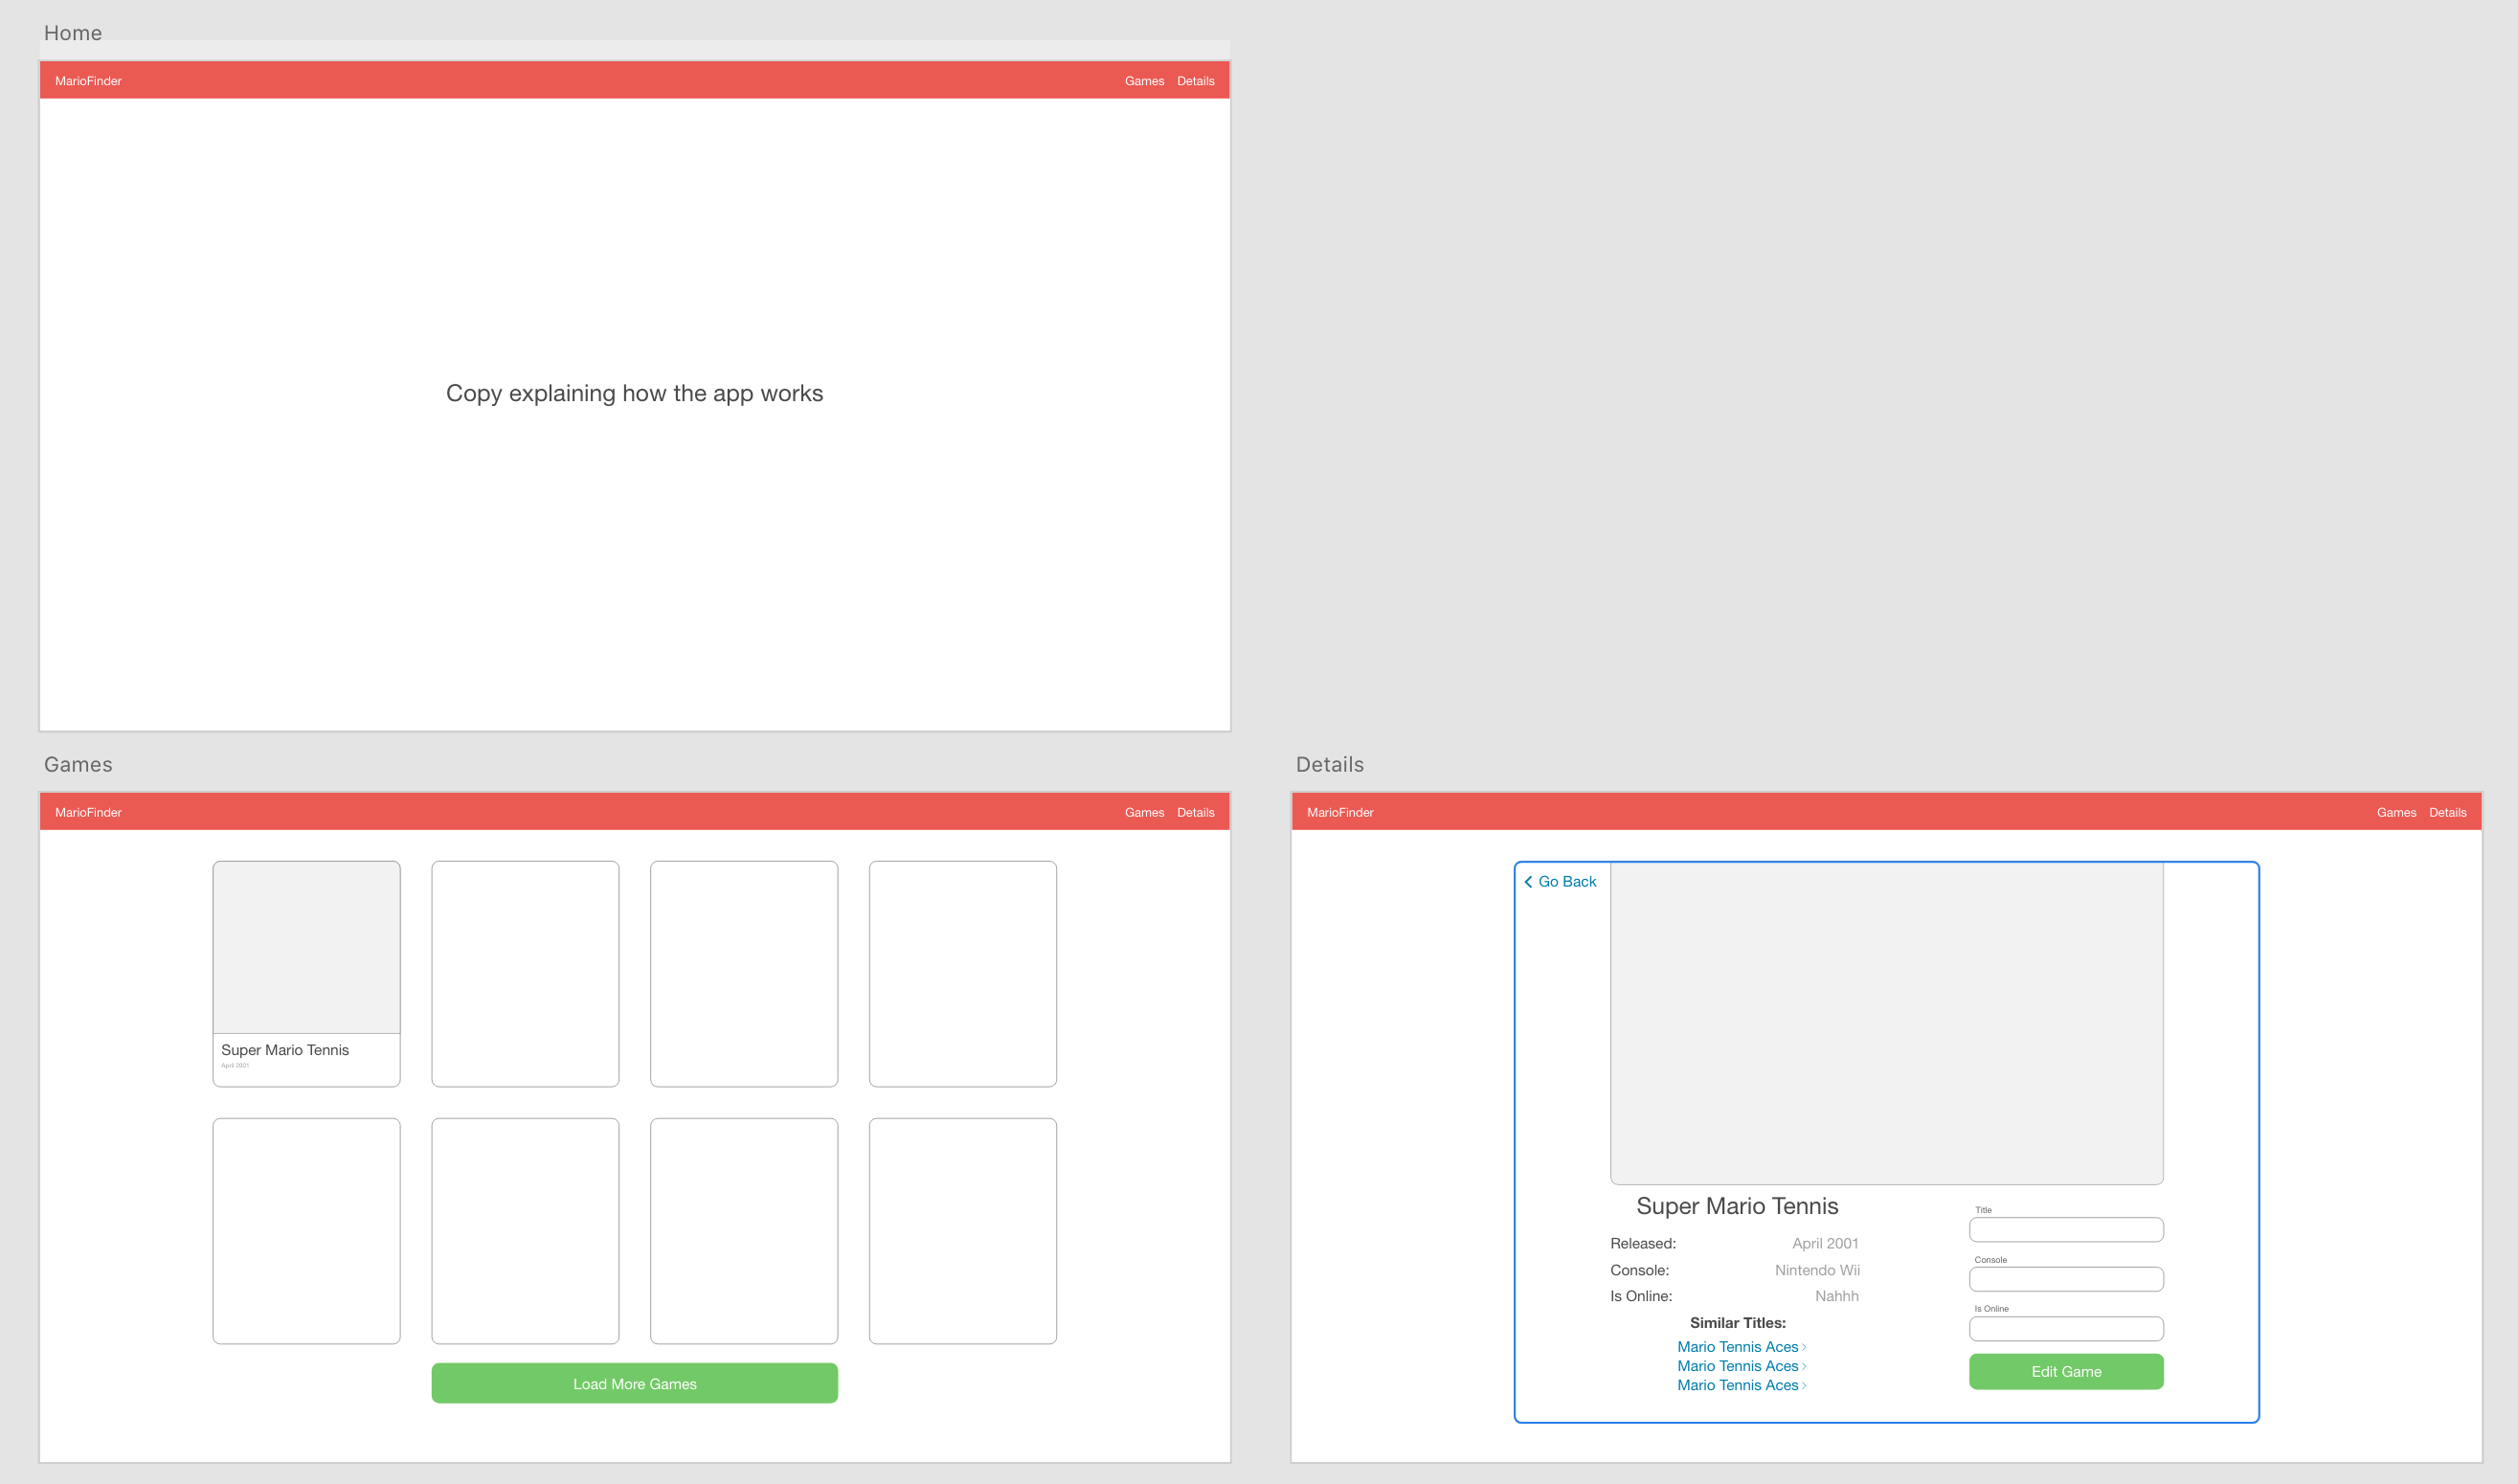 Home
MarioFinder
Games Details
Copy explaining how the app works
Games
MarioFinder
Games Details
Super Mario Tennis
April 2001
Load More Games
Details
MarioFinder
Games Details
Go Back
Super Mario Tennis
Released: April 2001
Console: Nintendo Wii
Is Online: Nahhh
Similar Titles:
Mario Tennis Aces
Mario Tennis Aces
Mario Tennis Aces
Title
Console
Is Online
Edit Game